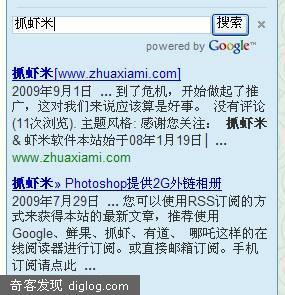 抓虾米 搜索 ×
powered by Google™
抓虾米[www.zhuaxiami.com]
2009年9月1日 ... 到了危机，开始做起了推
广，这对我们来说应该算是好事。 没有评论
(11次浏览). 主题风格: 感谢您关注： 抓虾米
& 虾米软件本站始于08年1月19日│ ...
www.zhuaxiami.com
抓虾米» Photoshop提供2G外链相册
2009年7月29日 ... 您可以使用RSS订阅的方
式来获得本站的最新文章，推荐使用
Google、鲜果、抓虾、有道、 哪吒这样的在
线阅读器进行订阅。或直接邮箱订阅。手机
订阅请点此 ...
奇客发现 diglog.com